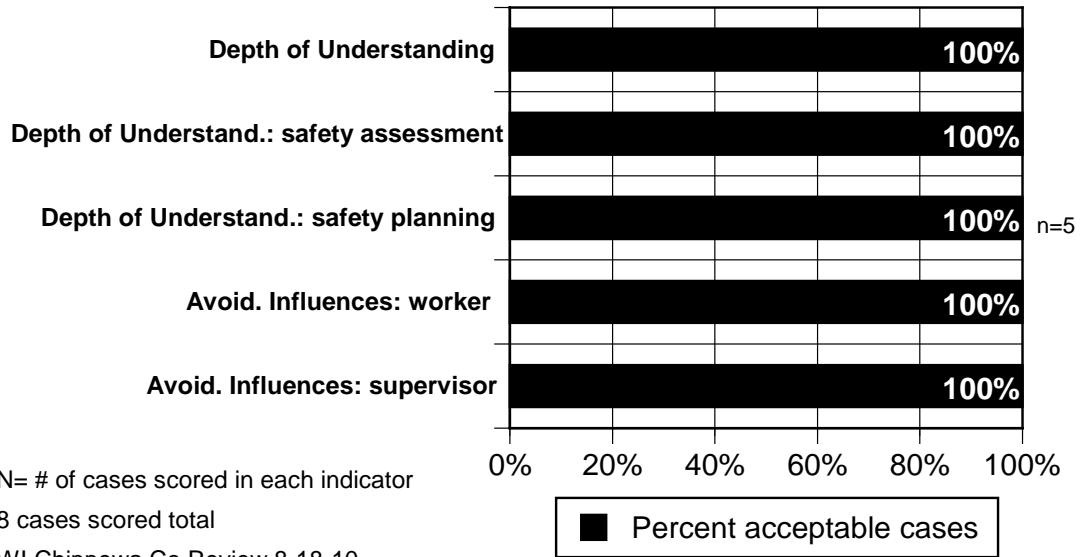 Depth of Understanding 100%
Depth of Understand.: safety assessment 100%
Depth of Understand.: safety planning 100% n=5
Avoid. Influences: worker 100%
Avoid. Influences: supervisor 100%
0% 20% 40% 60% 80% 100%
N= # of cases scored in each indicator
8 cases scored total
WI Chippewa Co Review 8-18-10
Percent acceptable cases